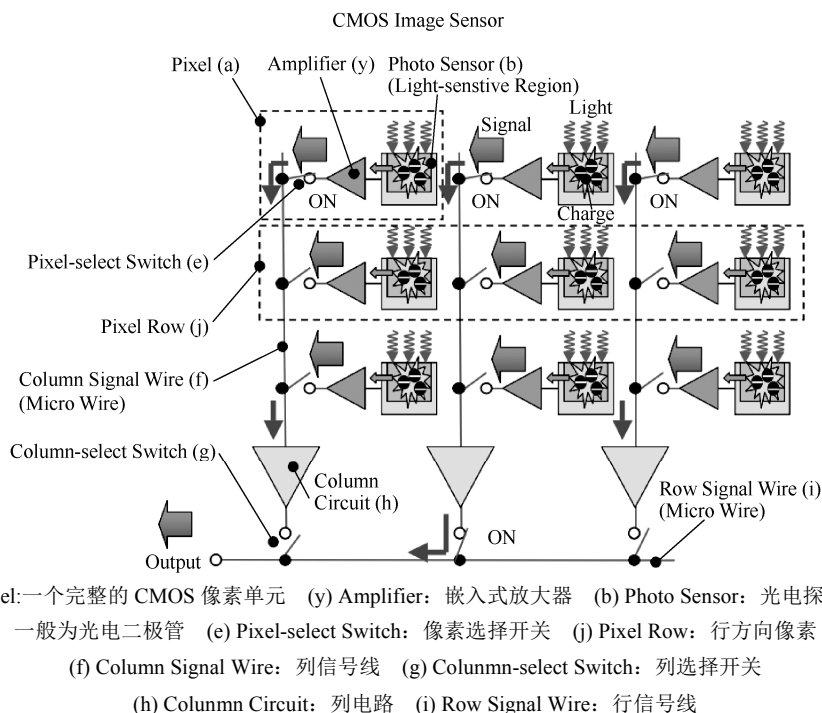 CMOS Image Sensor
Pixel (a)
Amplifier (y)
Photo Sensor (b)
(Light-senstive Region)
Light
Signal
ON
ON
ON
Charge
Pixel-select Switch (e)
Pixel Row (j)
Column Signal Wire (f)
(Micro Wire)
Column-select Switch (g)
Column
Circuit (h)
Row Signal Wire (i)
(Micro Wire)
ON
Output
el:一个完整的 CMOS 像素单元 (y) Amplifier：嵌入式放大器 (b) Photo Sensor：光电探
一般为光电二极管 (e) Pixel-select Switch：像素选择开关 (j) Pixel Row：行方向像素
(f) Column Signal Wire：列信号线 (g) Colunmn-select Switch：列选择开关
(h) Colunmn Circuit：列电路 (i) Row Signal Wire：行信号线